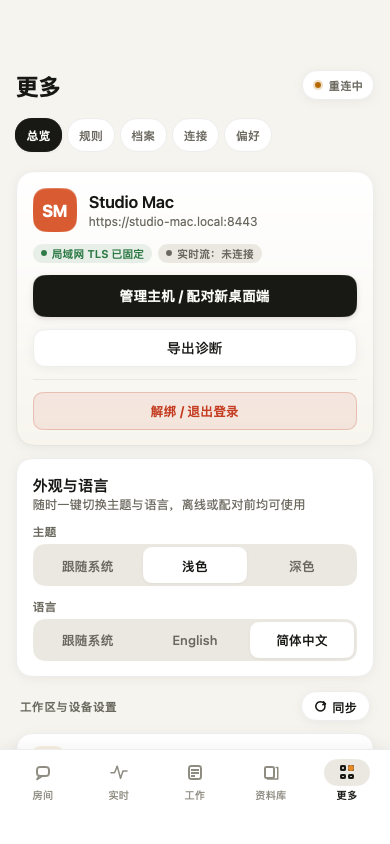 更多
重连中
总览 规则 档案 连接 偏好
SM
Studio Mac
https://studio-mac.local:8443
局域网 TLS 已固定 实时流：未连接
管理主机 / 配对新桌面端
导出诊断
解绑 / 退出登录
外观与语言
随时一键切换主题与语言，离线或配对前均可使用
主题
跟随系统 浅色 深色
语言
跟随系统 English 简体中文
工作区与设备设置 同步
房间 实时 工作 资料库 更多